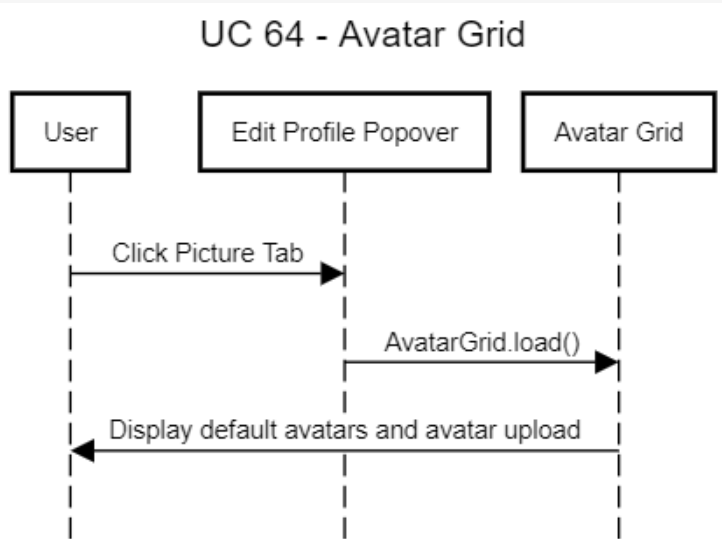 UC 64 - Avatar Grid
User
Edit Profile Popover
Avatar Grid
Click Picture Tab
AvatarGrid.load()
Display default avatars and avatar upload